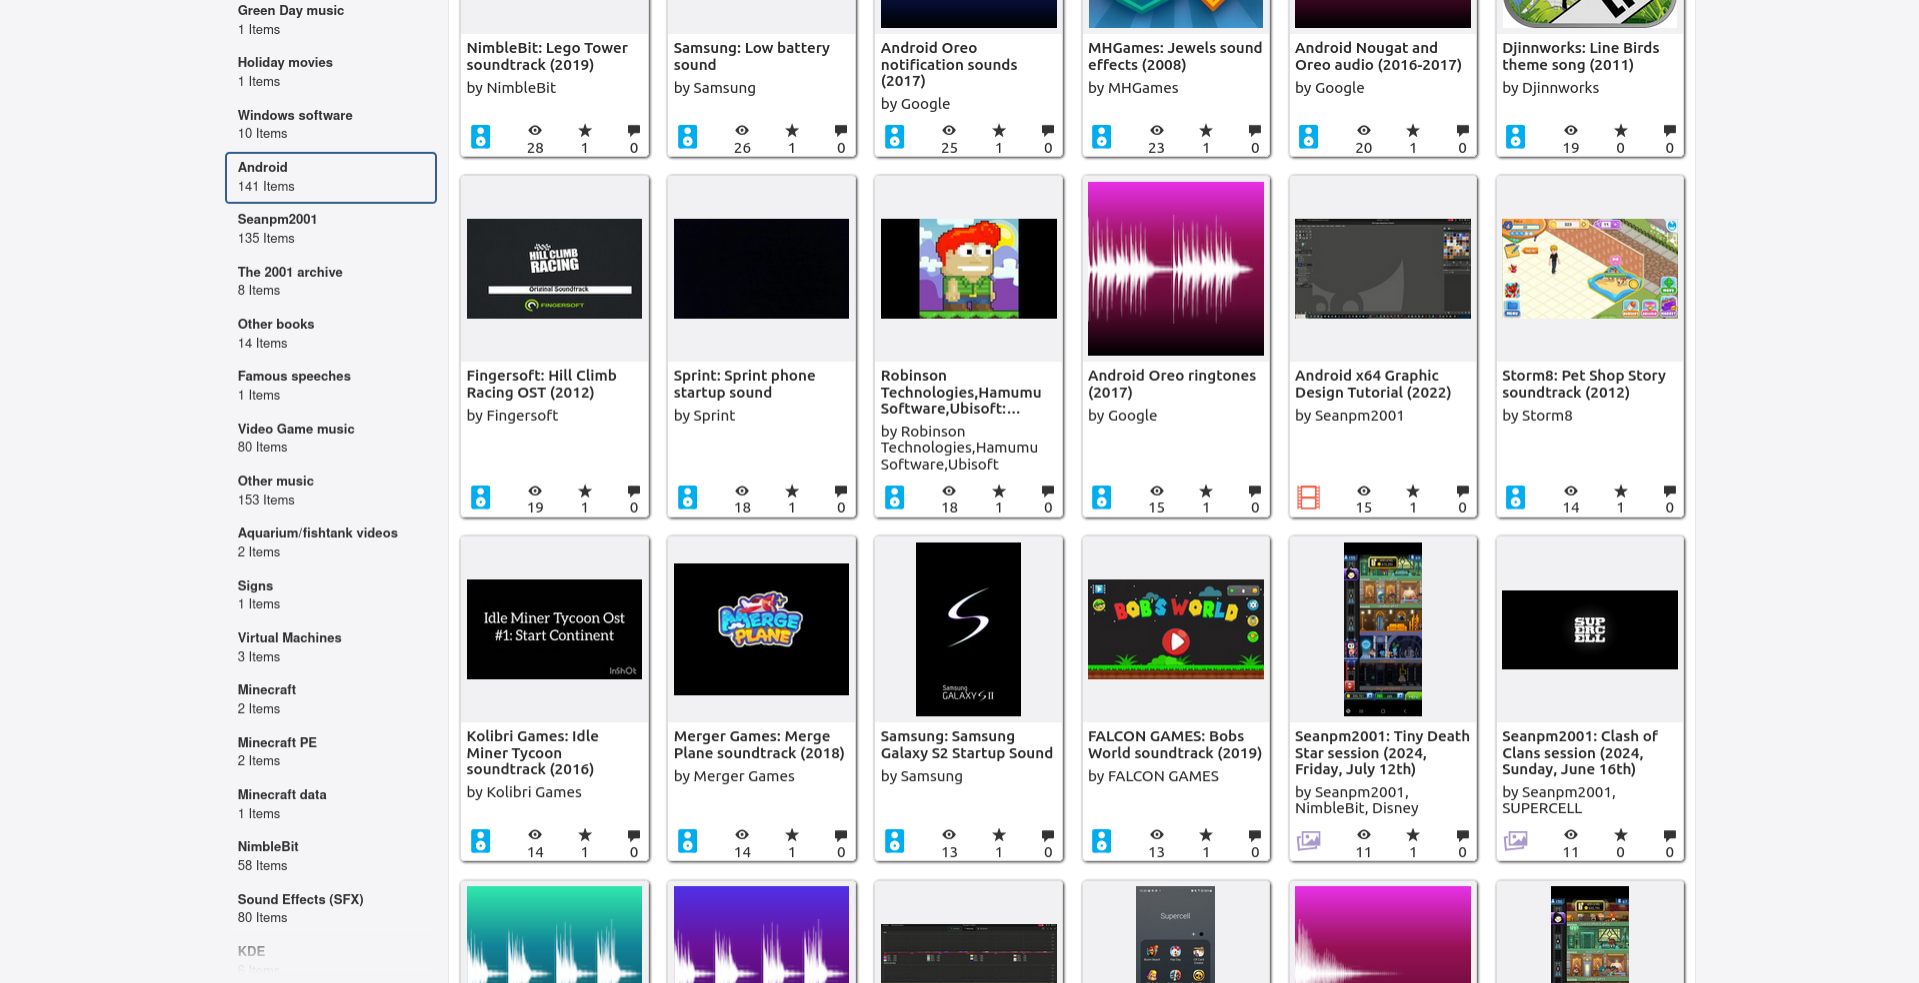 Green Day music
1 Items
Holiday movies
1 Items
Windows software
10 Items
Android
141 Items
Seanpm2001
135 Items
The 2001 archive
8 Items
Other books
14 Items
Famous speeches
1 Items
Video Game music
80 Items
Other music
153 Items
Aquarium/fishtank videos
2 Items
Signs
1 Items
Virtual Machines
3 Items
Minecraft
2 Items
Minecraft PE
2 Items
Minecraft data
1 Items
NimbleBit
58 Items
Sound Effects (SFX)
80 Items
KDE
6 Items
NimbleBit: Lego Tower
soundtrack (2019)
by NimbleBit
28 1 0
Samsung: Low battery
sound
by Samsung
26 1 0
Android Oreo
notification sounds
(2017)
by Google
25 1 0
MHGames: Jewels sound
effects (2008)
by MHGames
23 1 0
Android Nougat and
Oreo audio (2016-2017)
by Google
20 1 0
Djinnworks: Line Birds
theme song (2011)
by Djinnworks
19 0 0
HILL CLIMB
RACING
Original Soundtrack
FINGERSOFT
Fingersoft: Hill Climb
Racing OST (2012)
by Fingersoft
19 1 0
Sprint: Sprint phone
startup sound
by Sprint
18 1 0
Robinson
Technologies,Hamumu
Software,Ubisoft:...
by Robinson
Technologies,Hamumu
Software,Ubisoft
18 1 0
Android Oreo ringtones
(2017)
by Google
15 1 0
Android x64 Graphic
Design Tutorial (2022)
by Seanpm2001
15 1 0
Storm8: Pet Shop Story
soundtrack (2012)
by Storm8
14 1 0
Idle Miner Tycoon Ost
#1: Start Continent
InShOt
Kolibri Games: Idle
Miner Tycoon
soundtrack (2016)
by Kolibri Games
14 1 0
MERGE
PLANE
Merger Games: Merge
Plane soundtrack (2018)
by Merger Games
14 1 0
Samsung
GALAXY S II
Samsung: Samsung
Galaxy S2 Startup Sound
by Samsung
13 1 0
BOB'S WORLD
FALCON GAMES: Bobs
World soundtrack (2019)
by FALCON GAMES
13 1 0
Seanpm2001: Tiny Death
Star session (2024,
Friday, July 12th)
by Seanpm2001,
NimbleBit, Disney
11 1 0
SUP
ERC
ELL
Seanpm2001: Clash of
Clans session (2024,
Sunday, June 16th)
by Seanpm2001,
SUPERCELL
11 0 0
Supercell